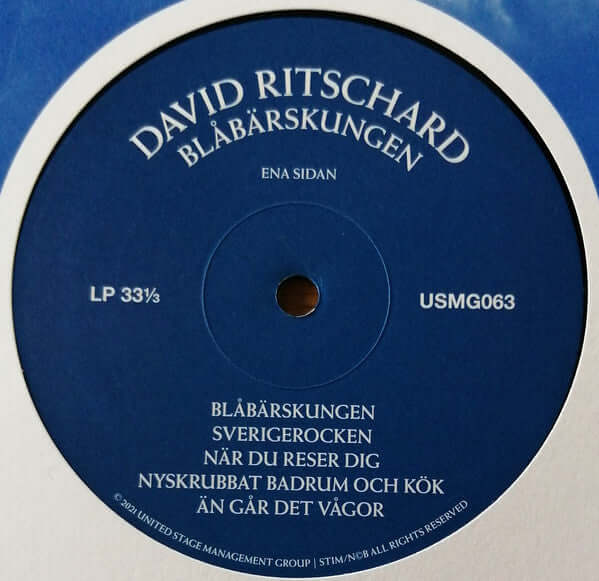 DAVID RITSCHARD
BLÅBÄRSKUNGEN
ENA SIDAN
LP 33⅓
USMG063
BLÅBÄRSKUNGEN
SVERIGEROCKEN
NÄR DU RESER DIG
NYSKRUBBAT BADRUM OCH KÖK
ÄN GÅR DET VÅGOR
© 2021 UNITED STAGE MANAGEMENT GROUP | STIM/N©B ALL RIGHTS RESERVED